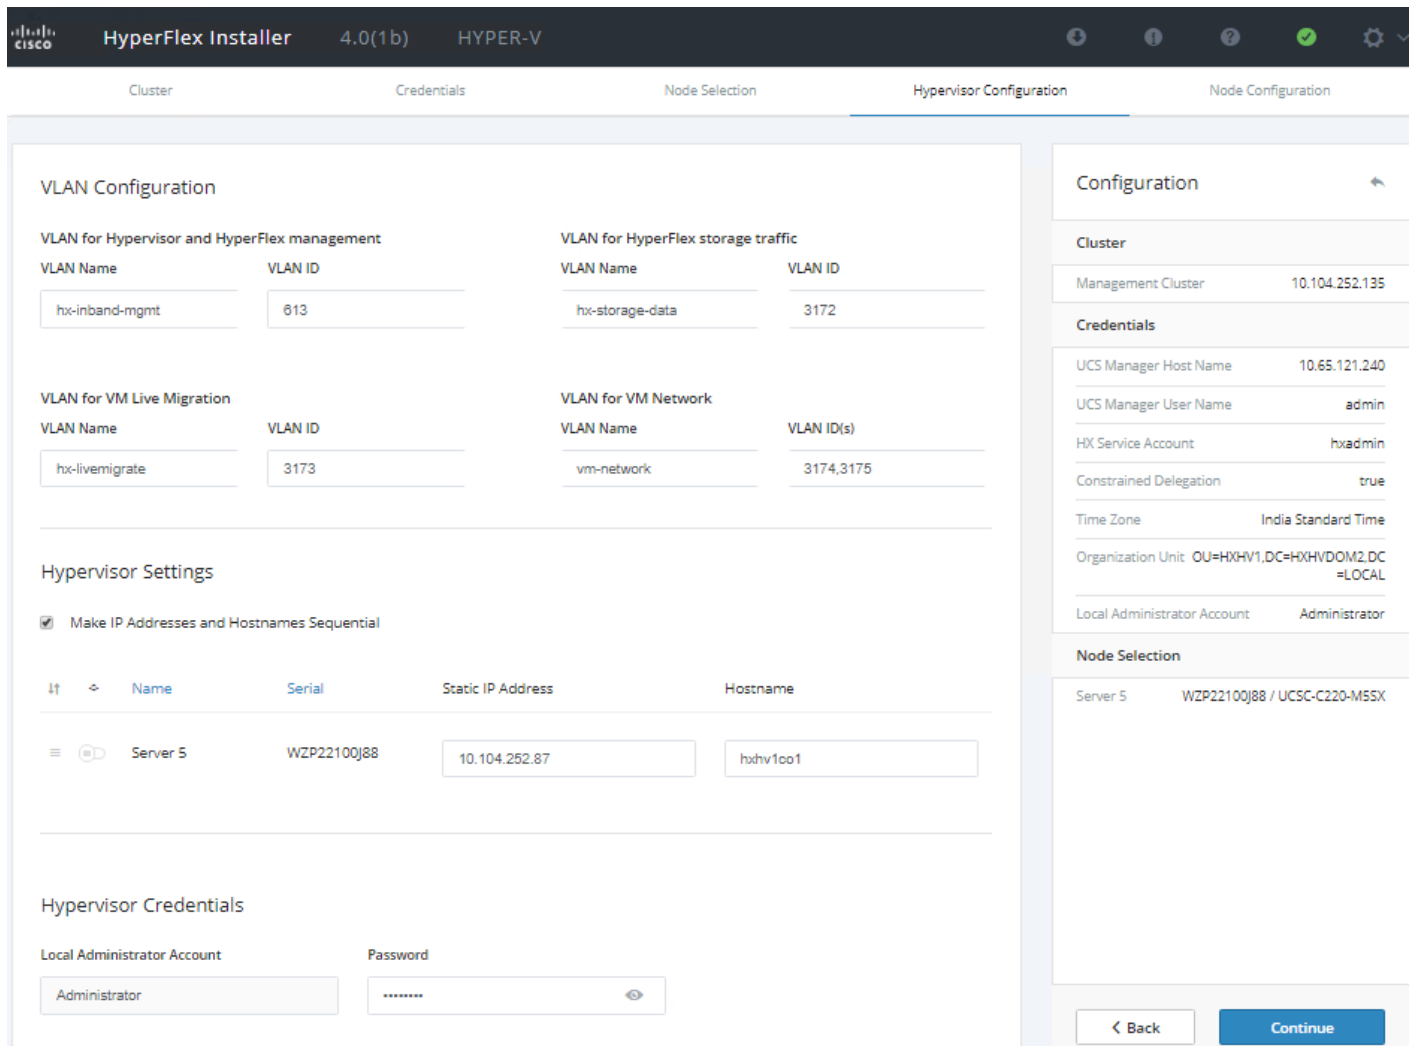 cisco HyperFlex Installer 4.0(1b) HYPER-V
Cluster Credentials Node Selection Hypervisor Configuration Node Configuration
VLAN Configuration
VLAN for Hypervisor and HyperFlex management VLAN for HyperFlex storage traffic
VLAN Name VLAN ID VLAN Name VLAN ID
hx-inband-mgmt 613 hx-storage-data 3172
VLAN for VM Live Migration VLAN for VM Network
VLAN Name VLAN ID VLAN Name VLAN ID(s)
hx-livemigrate 3173 vm-network 3174,3175
Hypervisor Settings
Make IP Addresses and Hostnames Sequential
Name Serial Static IP Address Hostname
Server 5 WZP22100J88 10.104.252.87 hxhv1co1
Hypervisor Credentials
Local Administrator Account Password
Administrator ••••••••
Configuration
Cluster
Management Cluster 10.104.252.135
Credentials
UCS Manager Host Name 10.65.121.240
UCS Manager User Name admin
HX Service Account hxadmin
Constrained Delegation true
Time Zone India Standard Time
Organization Unit OU=HXHV1,DC=HXHVDOM2,DC
=LOCAL
Local Administrator Account Administrator
Node Selection
Server 5 WZP22100J88 / UCSC-C220-M5SX
Back Continue